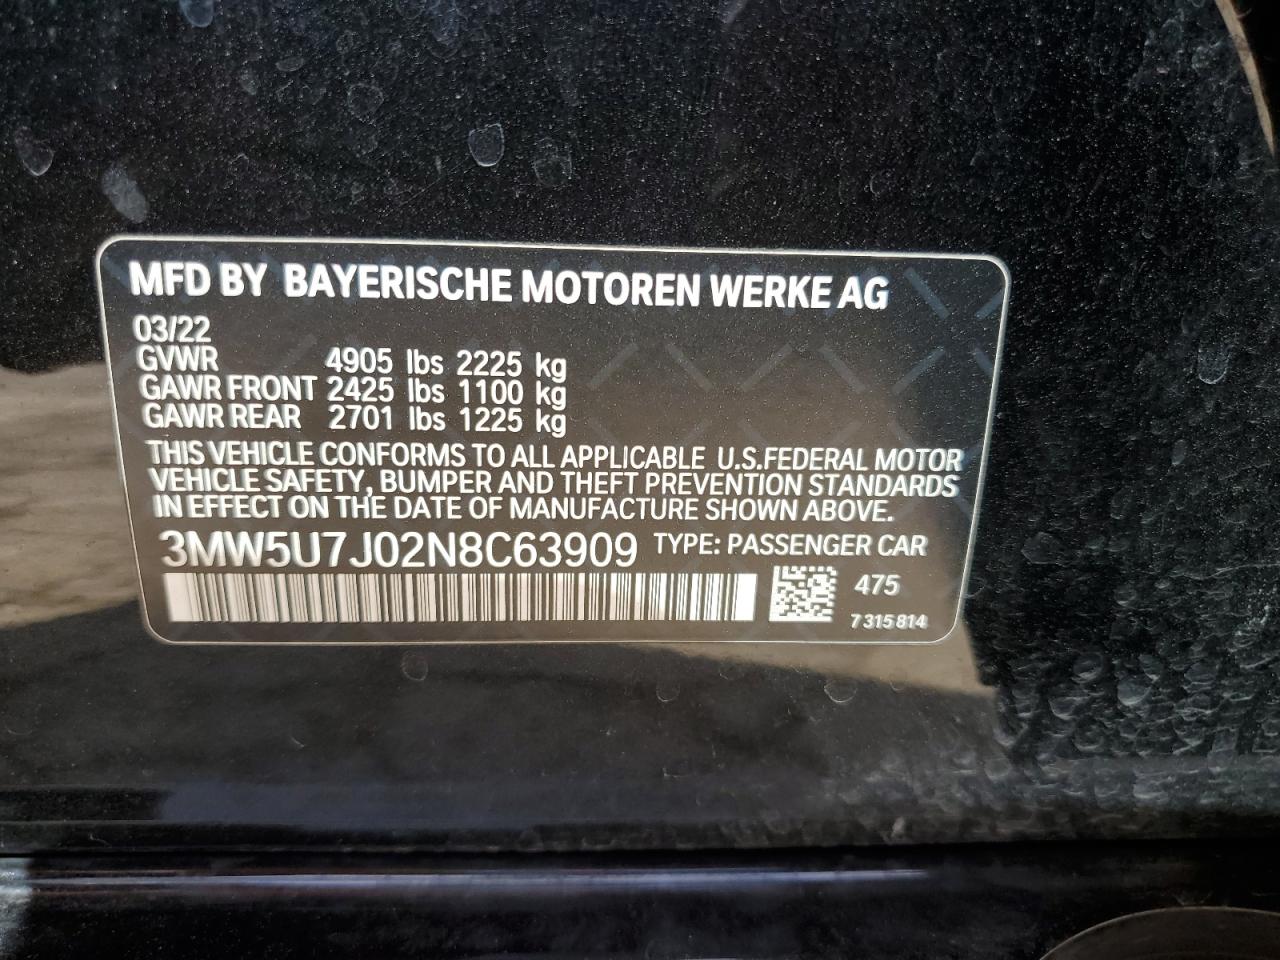 MFD BY BAYERISCHE MOTOREN WERKE AG
03/22
GVWR 4905 lbs 2225 kg
GAWR FRONT 2425 lbs 1100 kg
GAWR REAR 2701 lbs 1225 kg
THIS VEHICLE CONFORMS TO ALL APPLICABLE U.S.FEDERAL MOTOR
VEHICLE SAFETY, BUMPER AND THEFT PREVENTION STANDARDS
IN EFFECT ON THE DATE OF MANUFACTURE SHOWN ABOVE.
3MW5U7J02N8C63909 TYPE: PASSENGER CAR
475
7 315 814